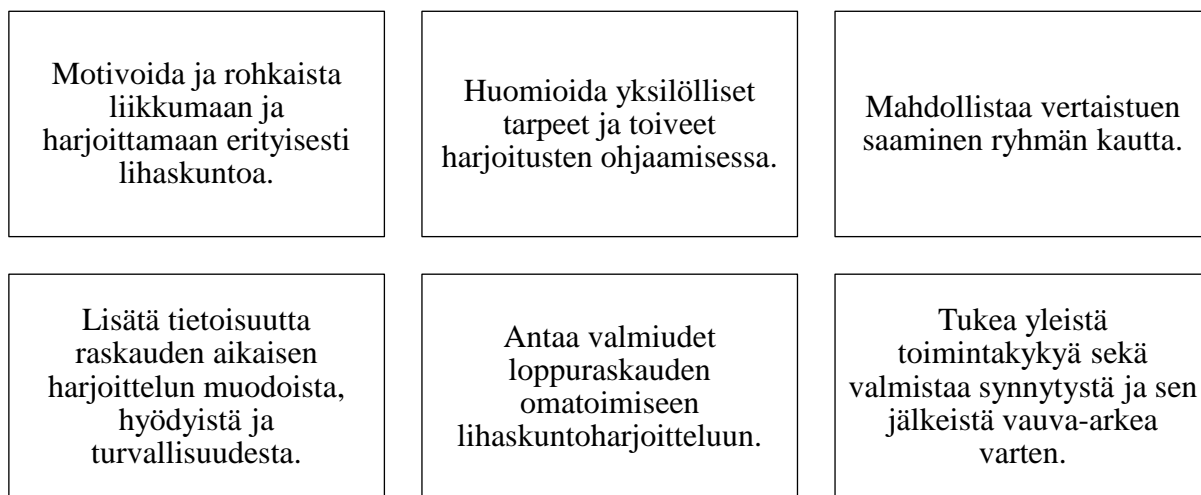 Motivoida ja rohkaista
liikkumaan ja
harjoittamaan erityisesti
lihaskuntoa.
Huomioida yksilölliset
tarpeet ja toiveet
harjoitusten ohjaamisessa.
Mahdollistaa vertaistuen
saaminen ryhmän kautta.
Lisätä tietoisuutta
raskauden aikaisen
harjoittelun muodoista,
hyödyistä ja
turvallisuudesta.
Antaa valmiudet
loppuraskauden
omatoimiseen
lihaskuntoharjoitteluun.
Tukea yleistä
toimintakykyä sekä
valmistaa synnytystä ja sen
jälkeistä vauva-arkea
varten.